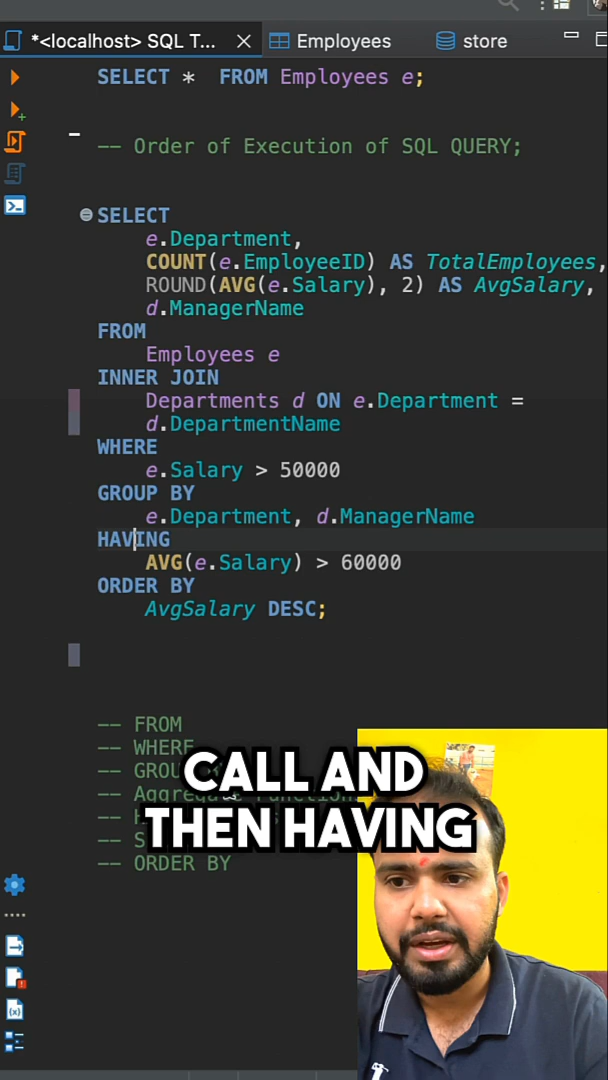 *<localhost> SQL T...
Employees
store
SELECT *  FROM Employees e;
-- Order of Execution of SQL QUERY;
SELECT
e.Department,
COUNT(e.EmployeeID) AS TotalEmployees,
ROUND(AVG(e.Salary), 2) AS AvgSalary,
d.ManagerName
FROM
Employees e
INNER JOIN
Departments d ON e.Department =
d.DepartmentName
WHERE
e.Salary > 50000
GROUP BY
e.Department, d.ManagerName
HAVING
AVG(e.Salary) > 60000
ORDER BY
AvgSalary DESC;
-- FROM
-- WHERE
--
-- Aggregate
--
--
-- ORDER BY
CALL AND
THEN HAVING